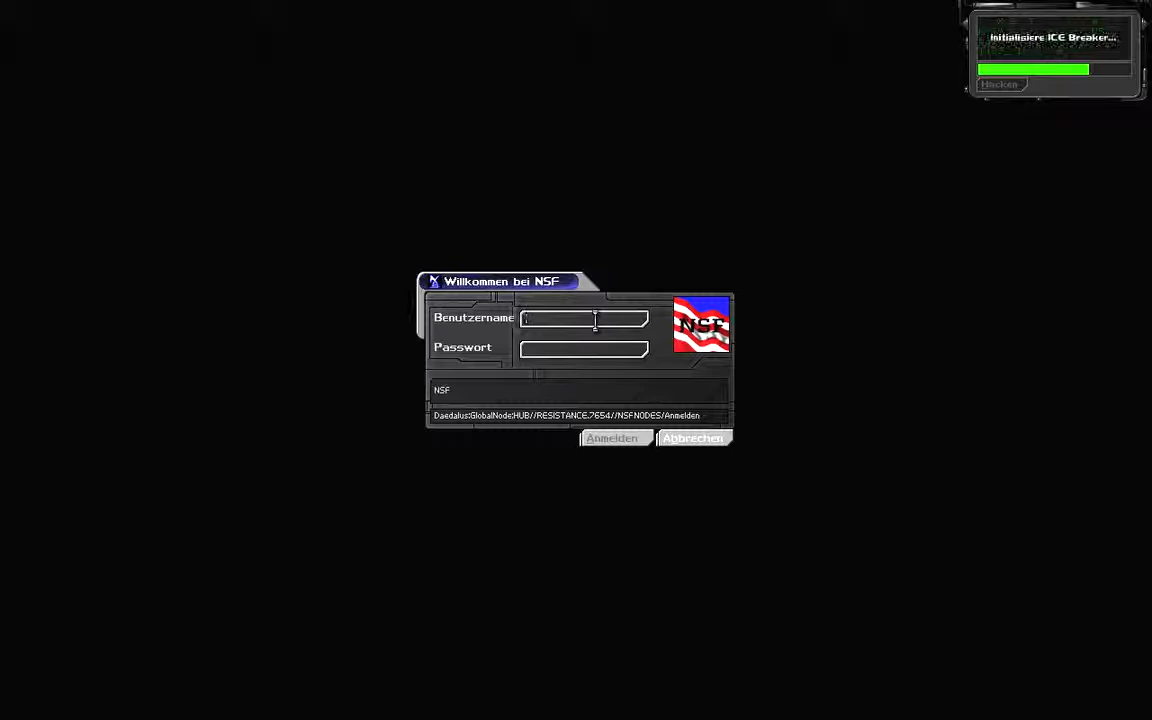 Initialisiere ICE Breaker...
Hacken
Willkommen bei NSF
Benutzername
NSF
Passwort
NSF
Daedalus:GlobalNode:HUB//RESISTANCE.7654//NSFNODES/Anmelden
Anmelden
Abbrechen